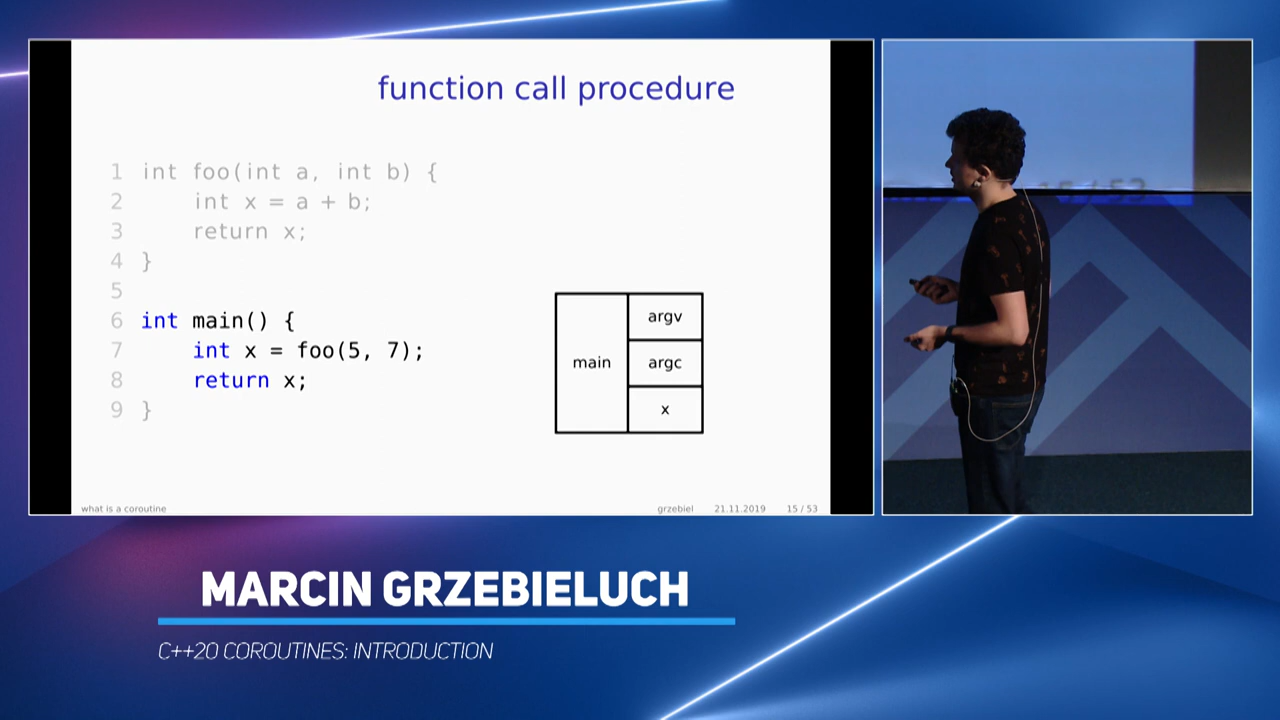 function call procedure
1 int foo(int a, int b) {
2 int x = a + b;
3 return x;
4 }
5
6 int main() {
7 int x = foo(5, 7);
8 return x;
9 }
argv
main
argc
x
what is a coroutine
grzebiel 21.11.2019 15 / 53
15 / 53
MARCIN GRZEBIELUCH
C++20 COROUTINES: INTRODUCTION